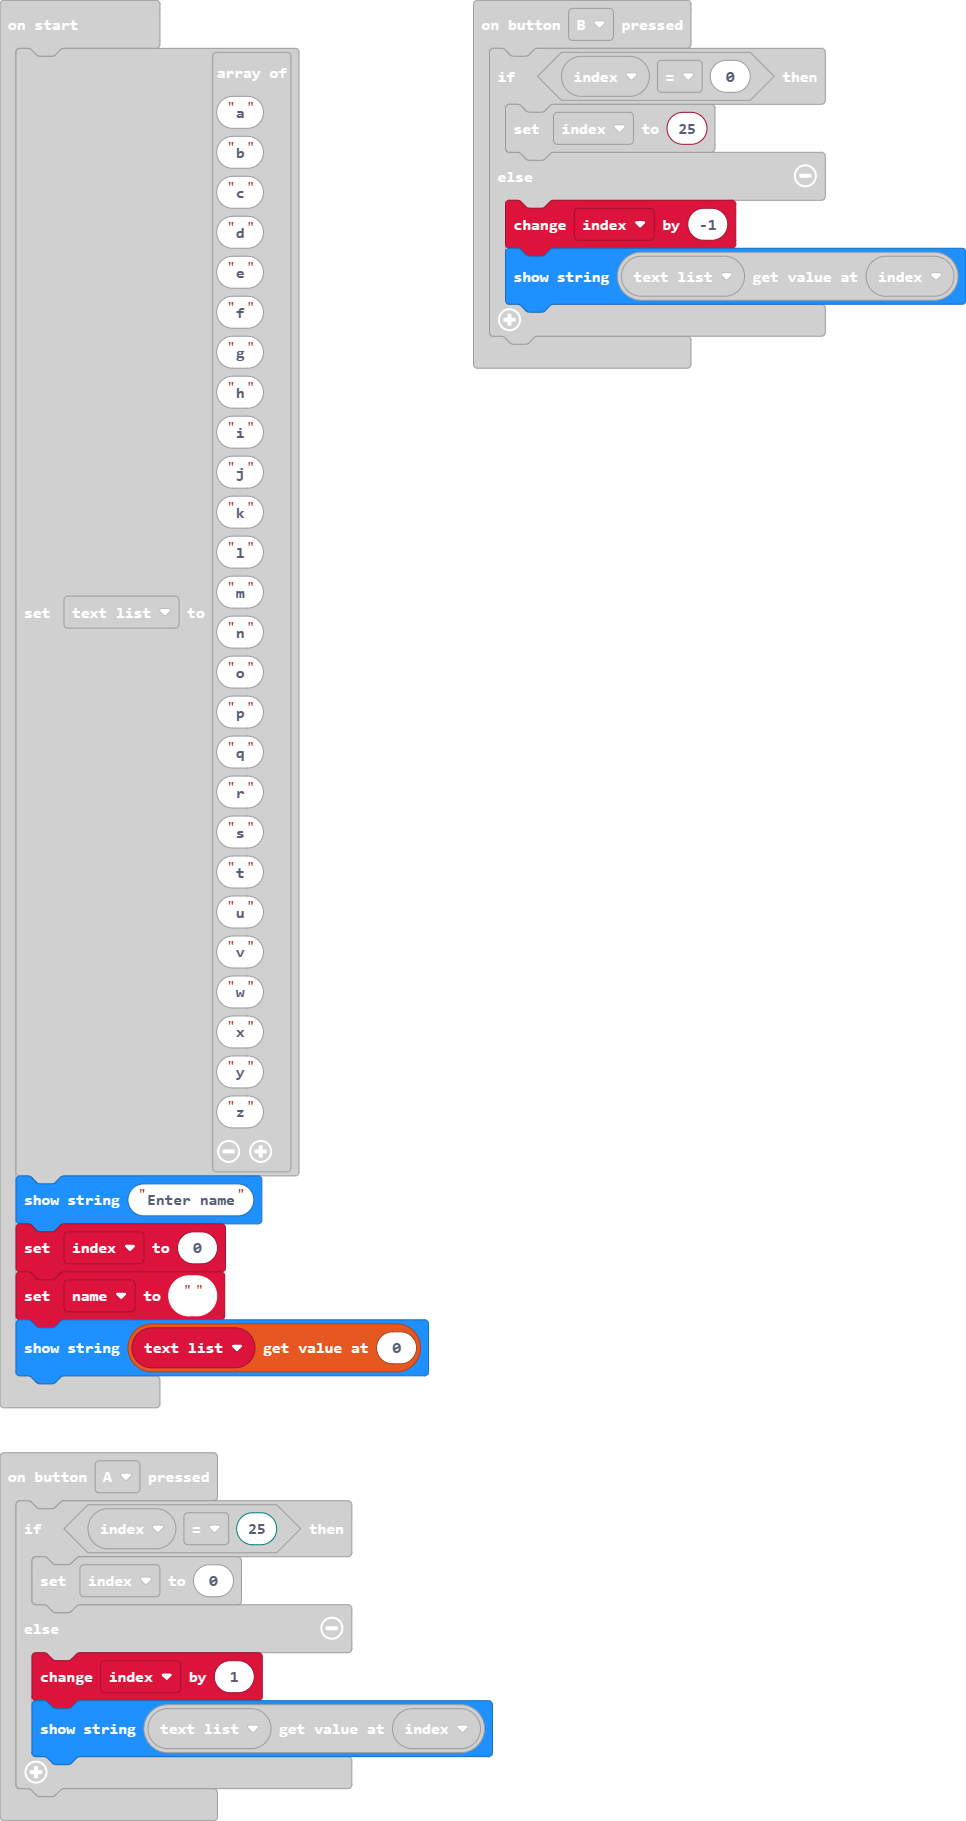 on start
array of
"a"
"b"
"c"
"d"
"e"
"f"
"g"
"h"
"i"
"j"
"k"
"l"
"m"
set text list to
"n"
"o"
"p"
"q"
"r"
"s"
"t"
"u"
"v"
"w"
"x"
"y"
"z"
show string "Enter name"
set index to 0
set name to " "
show string text list get value at 0
on button A pressed
if index = 25 then
set index to 0
else
change index by 1
show string text list get value at index
on button B pressed
if index = 0 then
set index to 25
else
change index by -1
show string text list get value at index